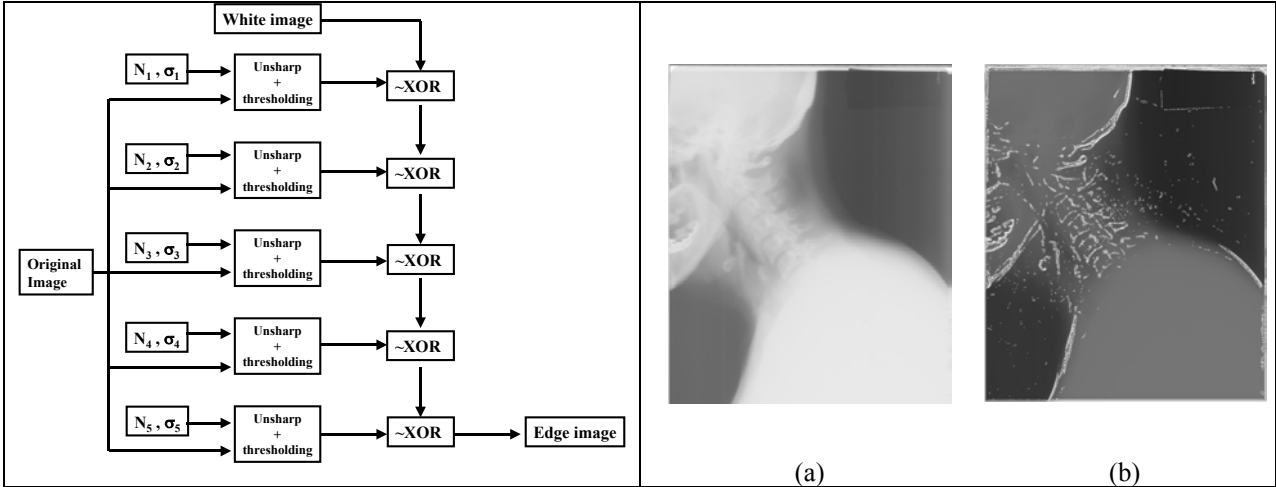 White image
N₁ , σ₁
Unsharp
+
thresholding
~XOR
N₂ , σ₂
Unsharp
+
thresholding
~XOR
N₃ , σ₃
Unsharp
+
thresholding
~XOR
Original
Image
N₄ , σ₄
Unsharp
+
thresholding
~XOR
N₅ , σ₅
Unsharp
+
thresholding
~XOR
Edge image
(a)
(b)